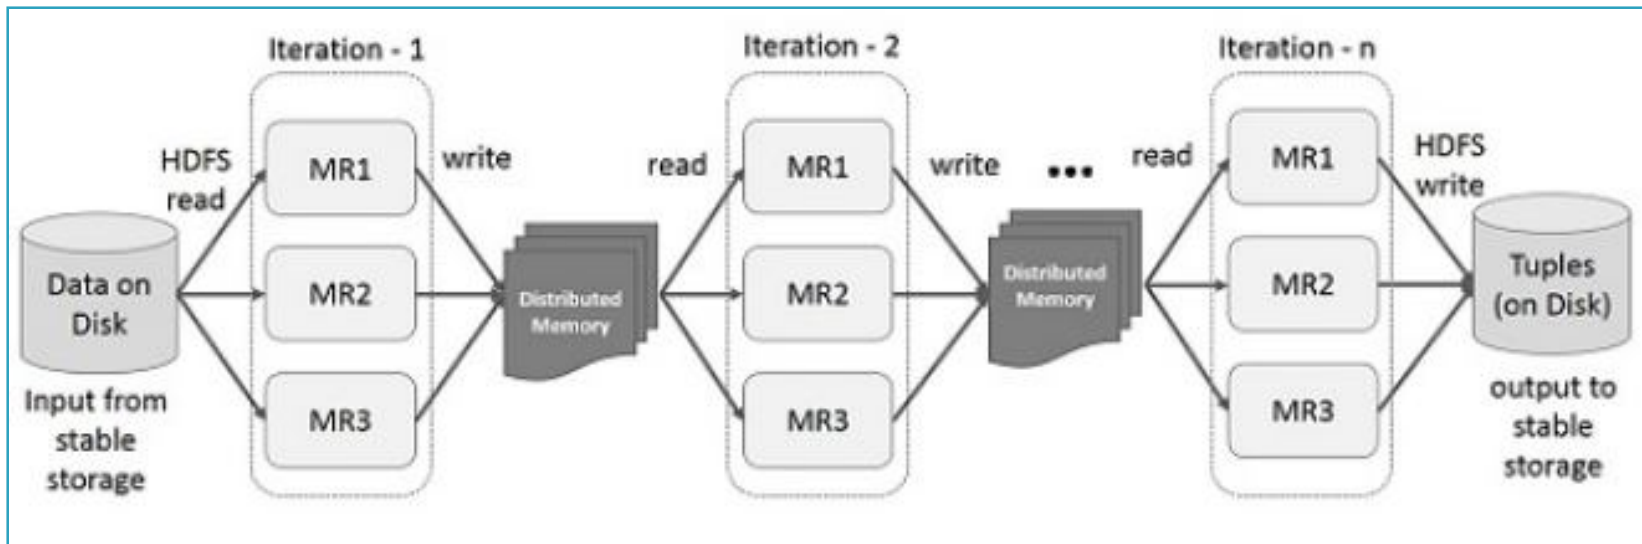 Iteration - 1
Iteration - 2
Iteration - n
HDFS
read
MR1
MR2
MR3
write
read
MR1
MR2
MR3
write
...
read
MR1
MR2
MR3
HDFS
write
Data on
Disk
Input from
stable
storage
Distributed
Memory
Distributed
Memory
Tuples
(on Disk)
output to
stable
storage